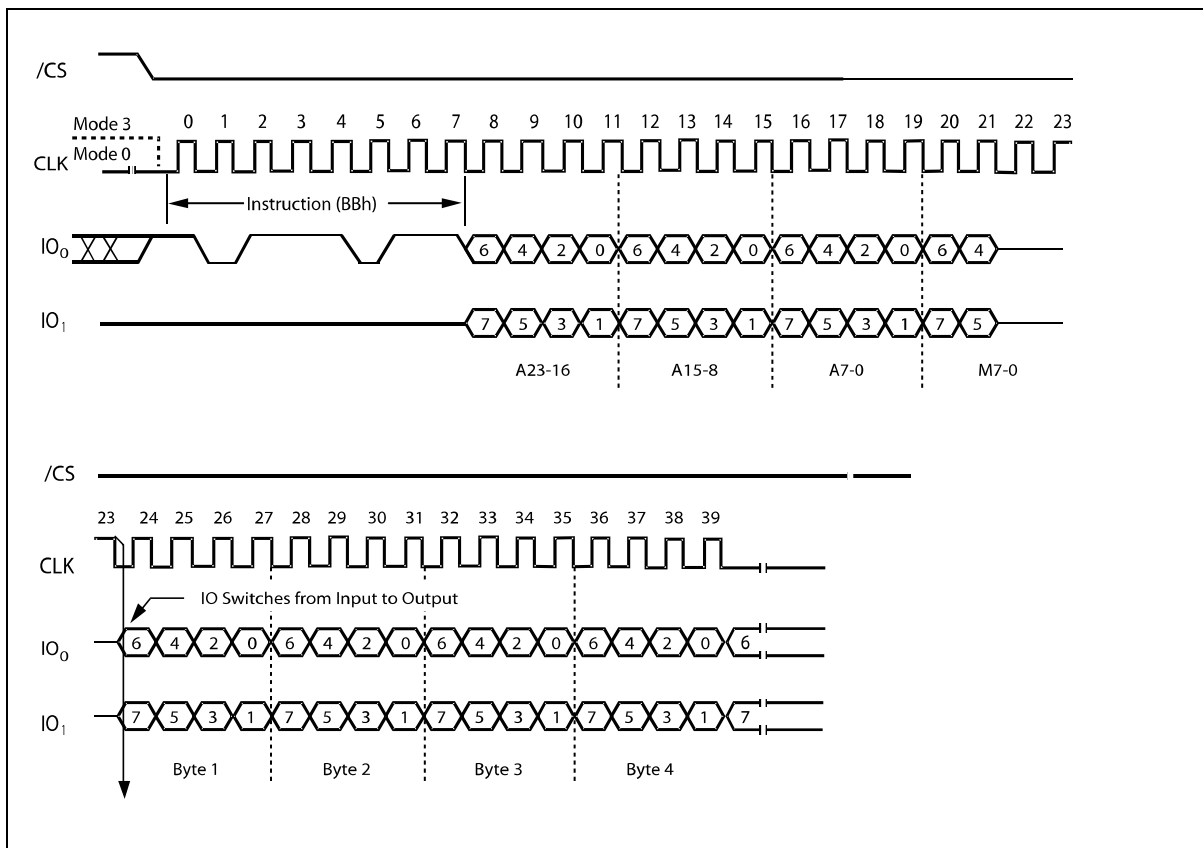 /CS
0 1 2 3 4 5 6 7 8 9 10 11 12 13 14 15 16 17 18 19 20 21 22 23
Mode 3
Mode 0
CLK
Instruction (BBh)
IO0 6 4 2 0 6 4 2 0 6 4 2 0 6 4
IO1 7 5 3 1 7 5 3 1 7 5 3 1 7 5
A23-16 A15-8 A7-0 M7-0
/CS
23 24 25 26 27 28 29 30 31 32 33 34 35 36 37 38 39
CLK
IO Switches from Input to Output
IO0 6 4 2 0 6 4 2 0 6 4 2 0 6 4 2 0 6
IO1 7 5 3 1 7 5 3 1 7 5 3 1 7 5 3 1 7
Byte 1 Byte 2 Byte 3 Byte 4